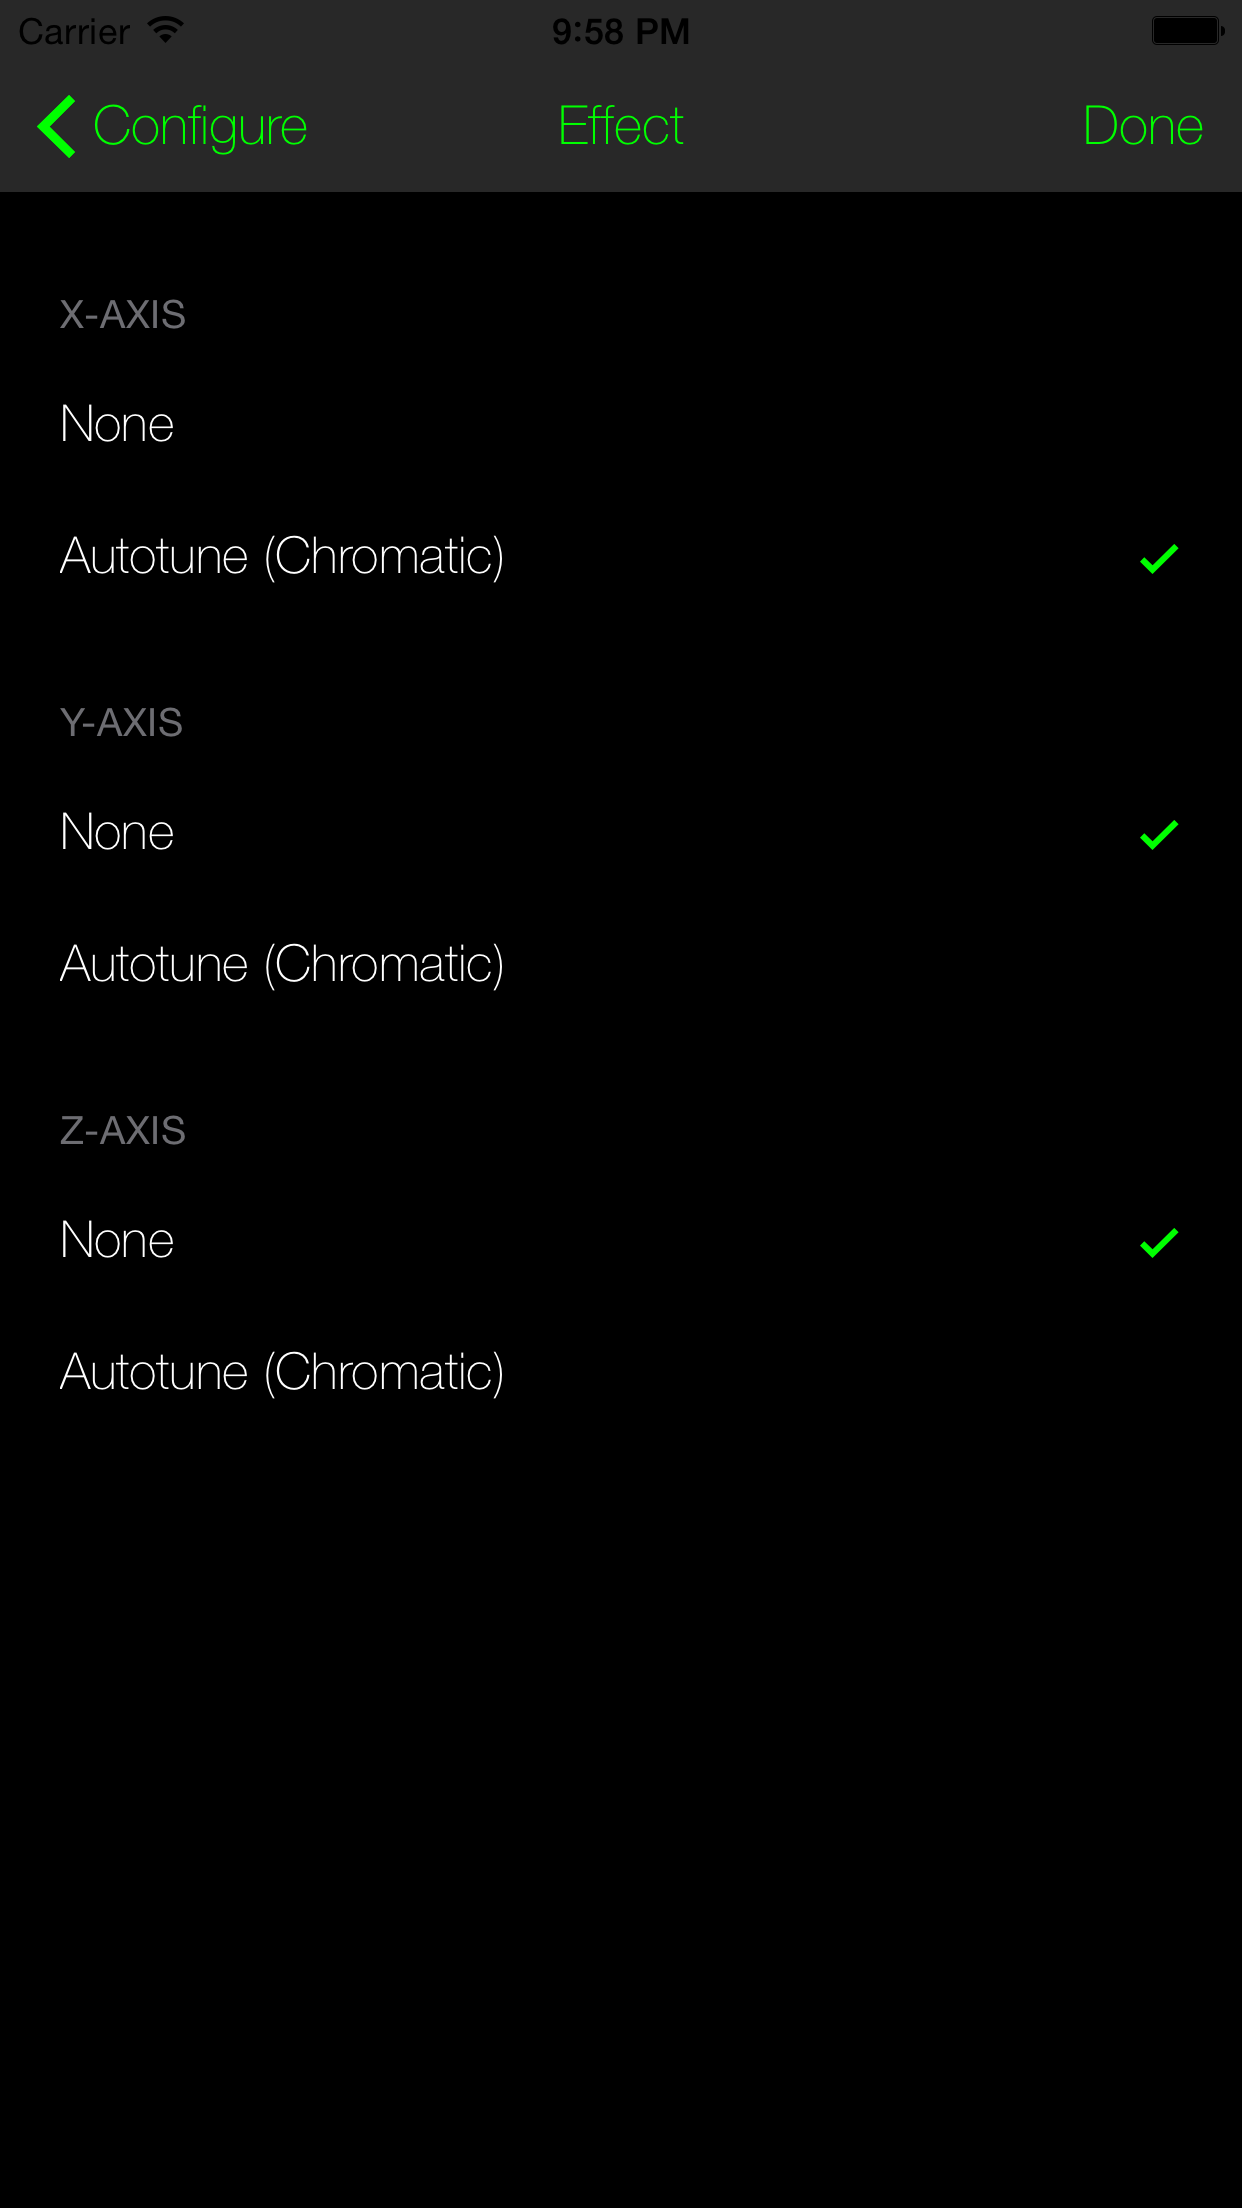 Carrier 9:58 PM
Configure Effect Done
X-AXIS
None
Autotune (Chromatic)
Y-AXIS
None
Autotune (Chromatic)
Z-AXIS
None
Autotune (Chromatic)